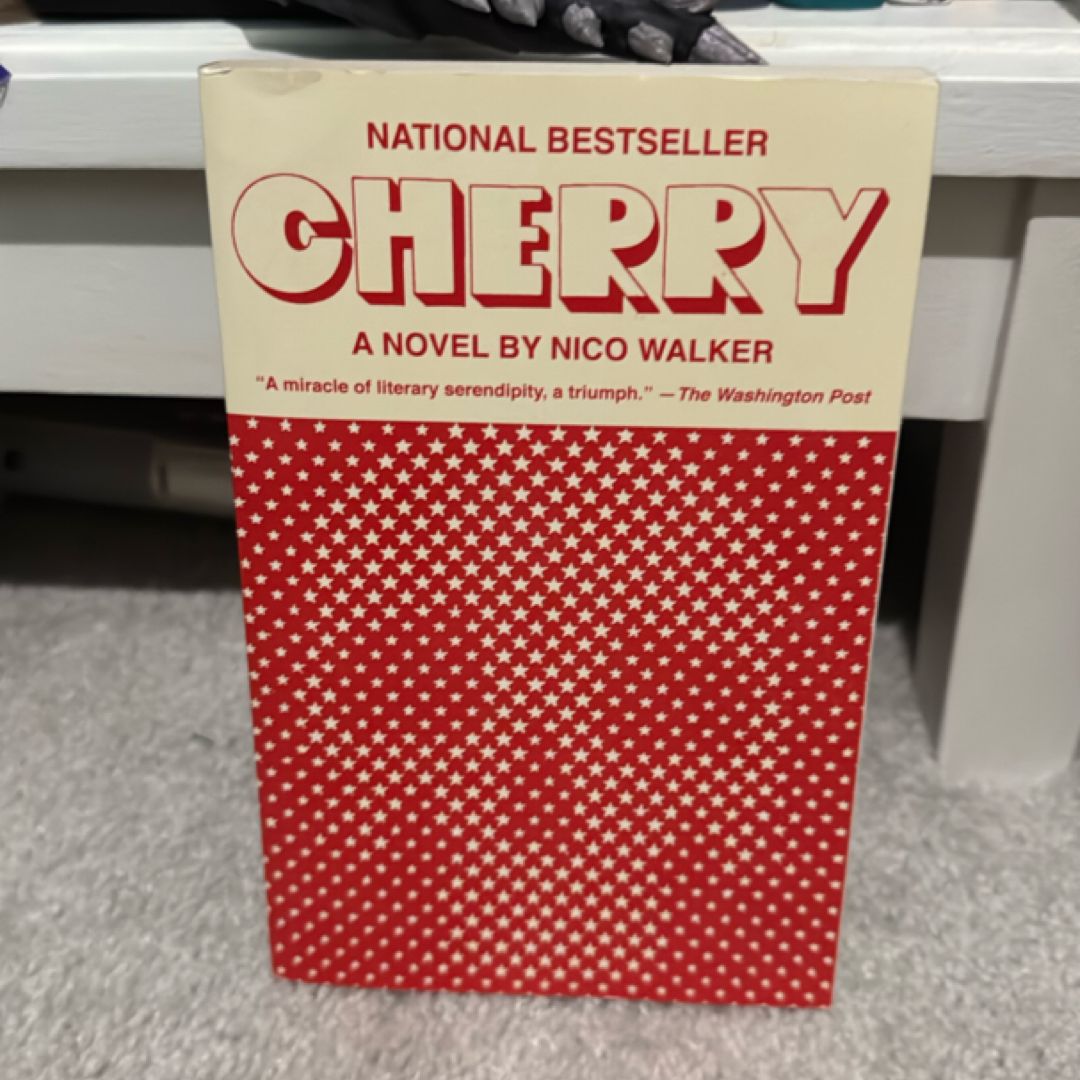 NATIONAL BESTSELLER
CHERRY
A NOVEL BY NICO WALKER
“A miracle of literary serendipity, a triumph.” —The Washington Post